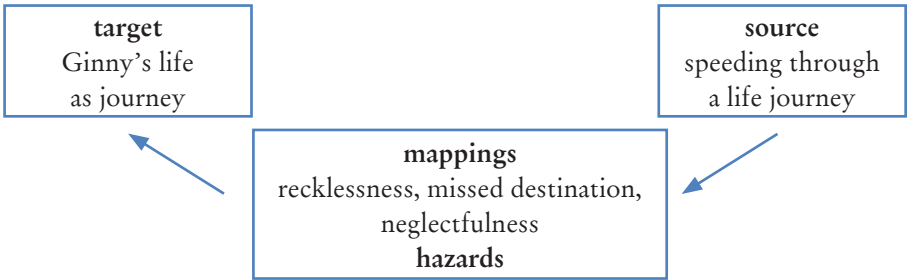 target
Ginny’s life
as journey
source
speeding through
a life journey
mappings
recklessness, missed destination,
neglectfulness
hazards